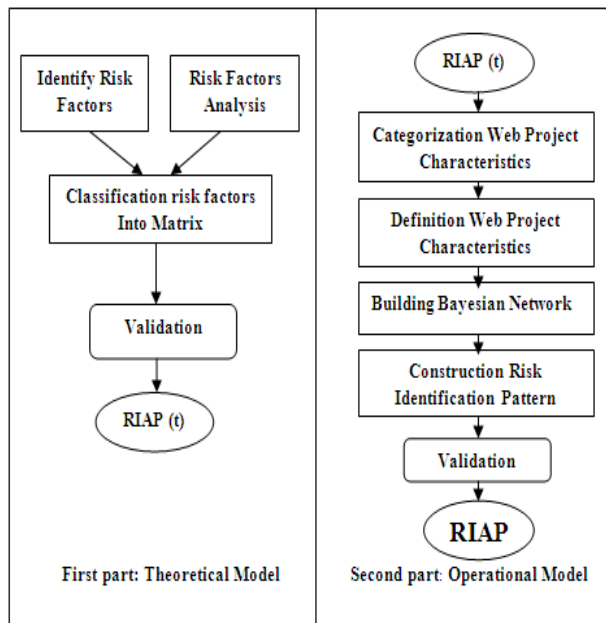 Identify Risk
Factors
Risk Factors
Analysis
Classification risk factors
Into Matrix
Validation
RIAP (t)
First part: Theoretical Model
RIAP (t)
Categorization Web Project
Characteristics
Definition Web Project
Characteristics
Building Bayesian Network
Construction Risk
Identification Pattern
Validation
RIAP
Second part: Operational Model